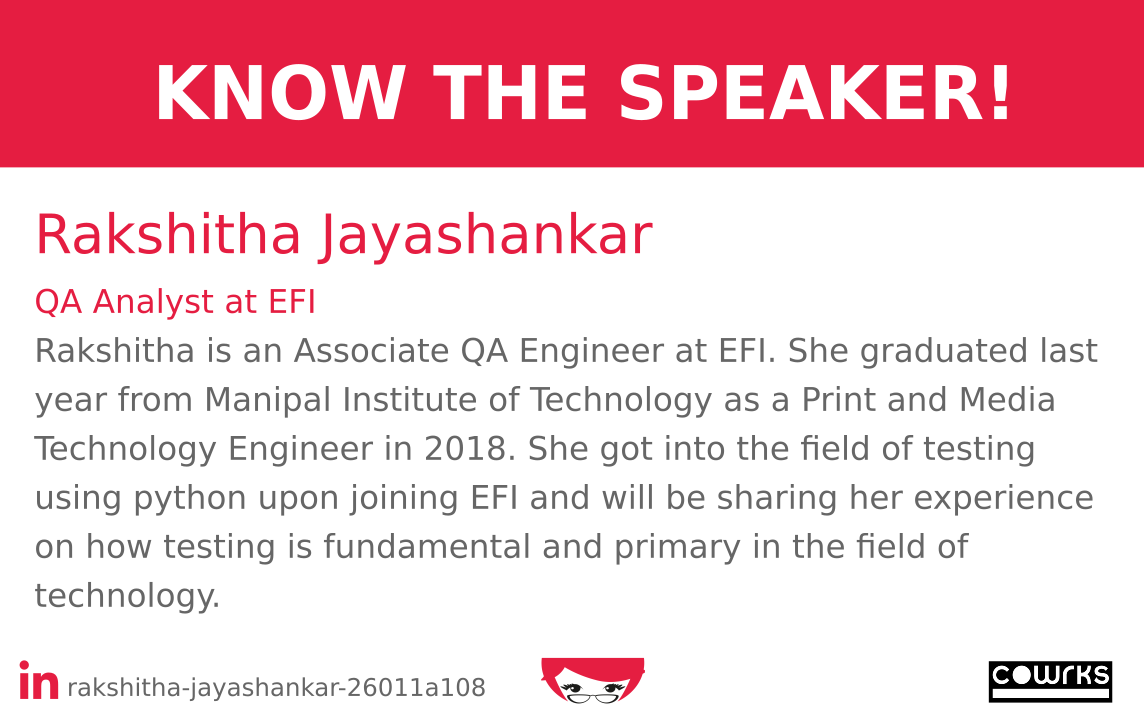 KNOW THE SPEAKER!
Rakshitha Jayashankar
QA Analyst at EFI
Rakshitha is an Associate QA Engineer at EFI. She graduated last
year from Manipal Institute of Technology as a Print and Media
Technology Engineer in 2018. She got into the field of testing
using python upon joining EFI and will be sharing her experience
on how testing is fundamental and primary in the field of
technology.
in rakshitha-jayashankar-26011a108
COWRKS